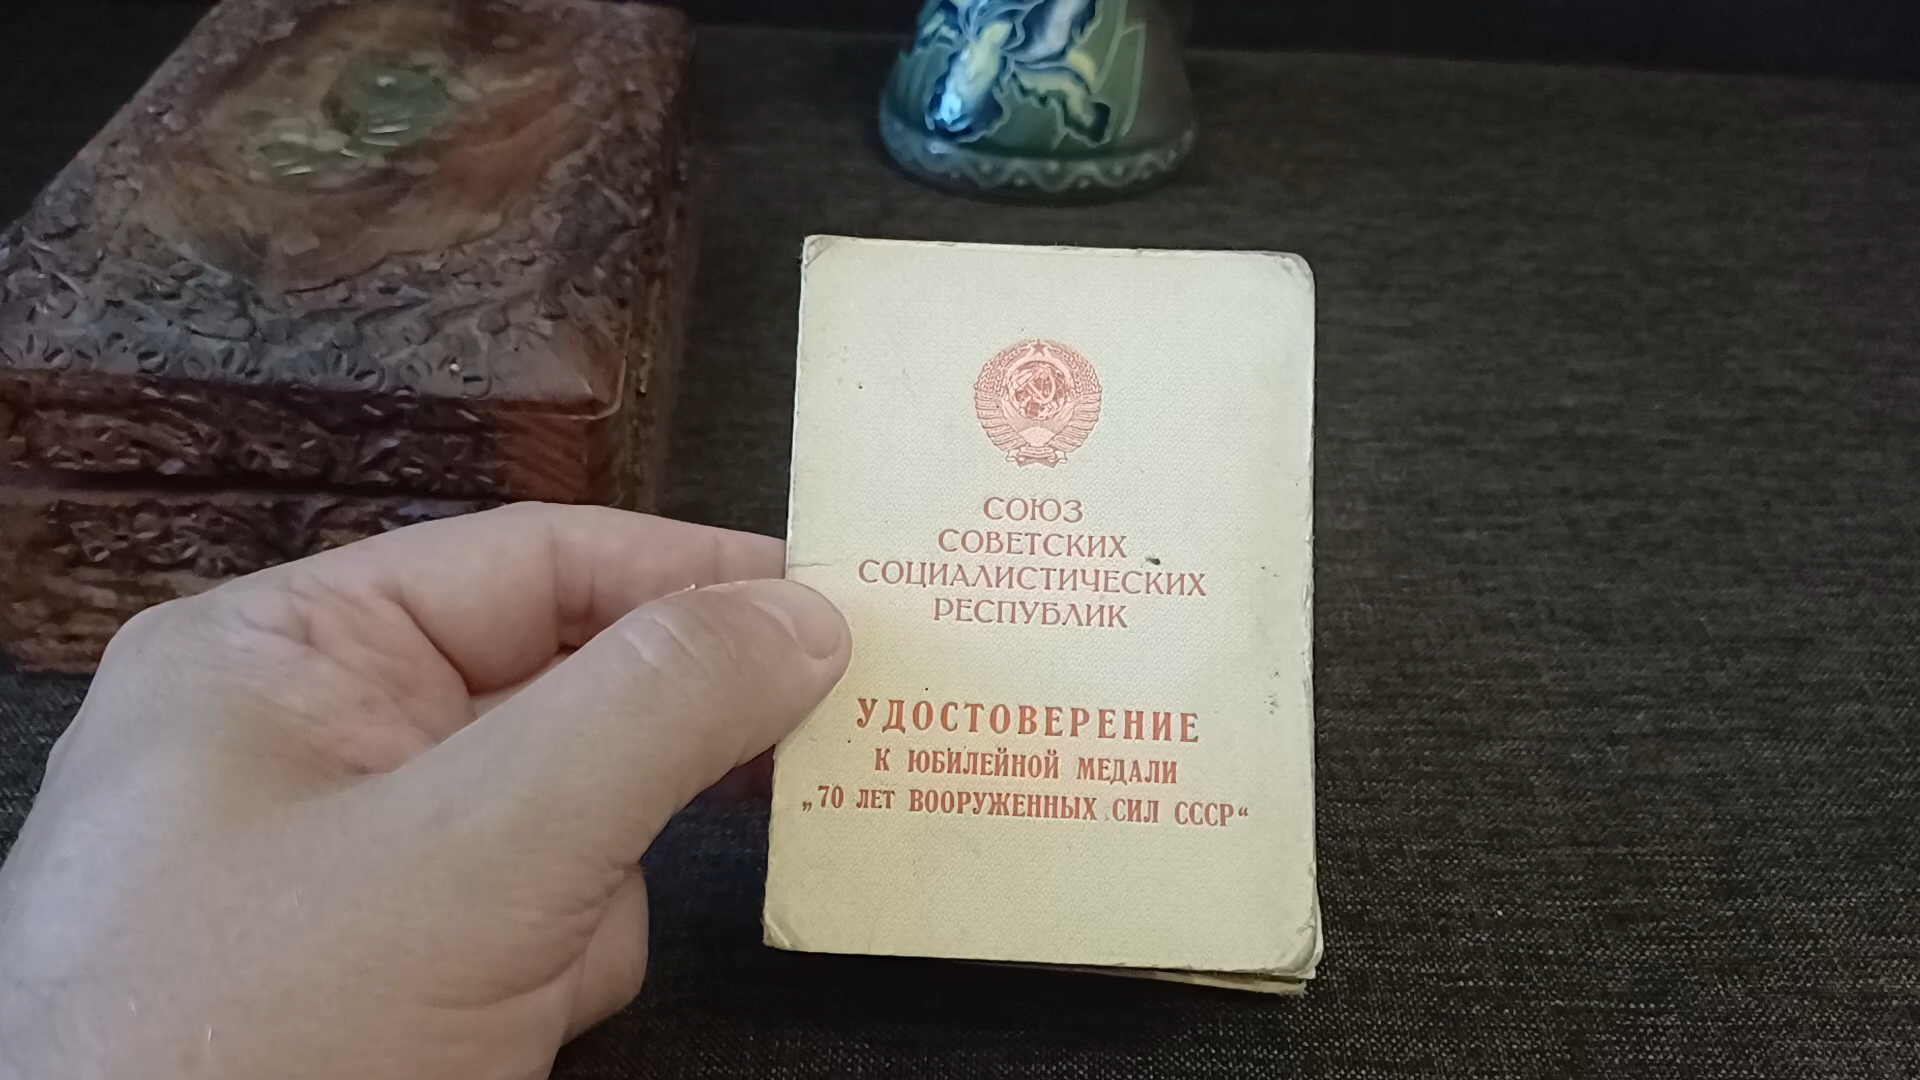 СОЮЗ
СОВЕТСКИХ
СОЦИАЛИСТИЧЕСКИХ
РЕСПУБЛИК
УДОСТОВЕРЕНИЕ
К ЮБИЛЕЙНОЙ МЕДАЛИ
„70 ЛЕТ ВООРУЖЕННЫХ СИЛ СССР“